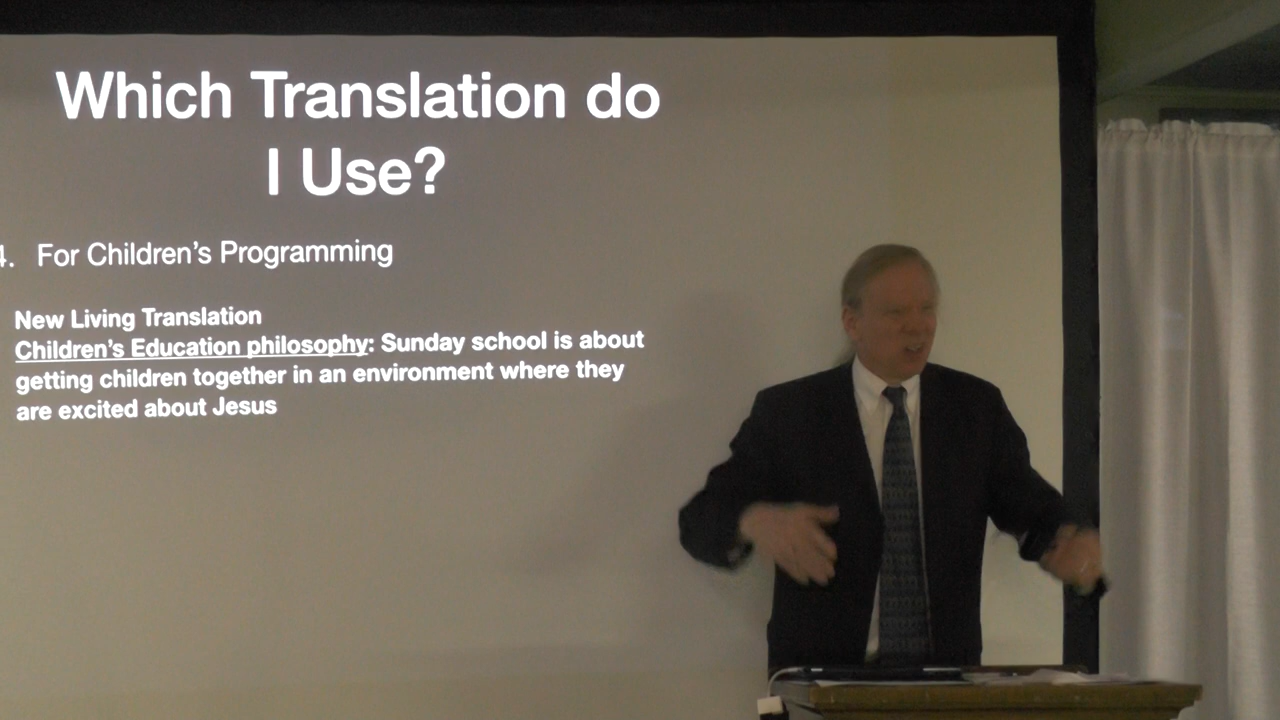 Which Translation do
I Use?
4. For Children's Programming
New Living Translation
Children's Education philosophy: Sunday school is about
getting children together in an environment where they
are excited about Jesus